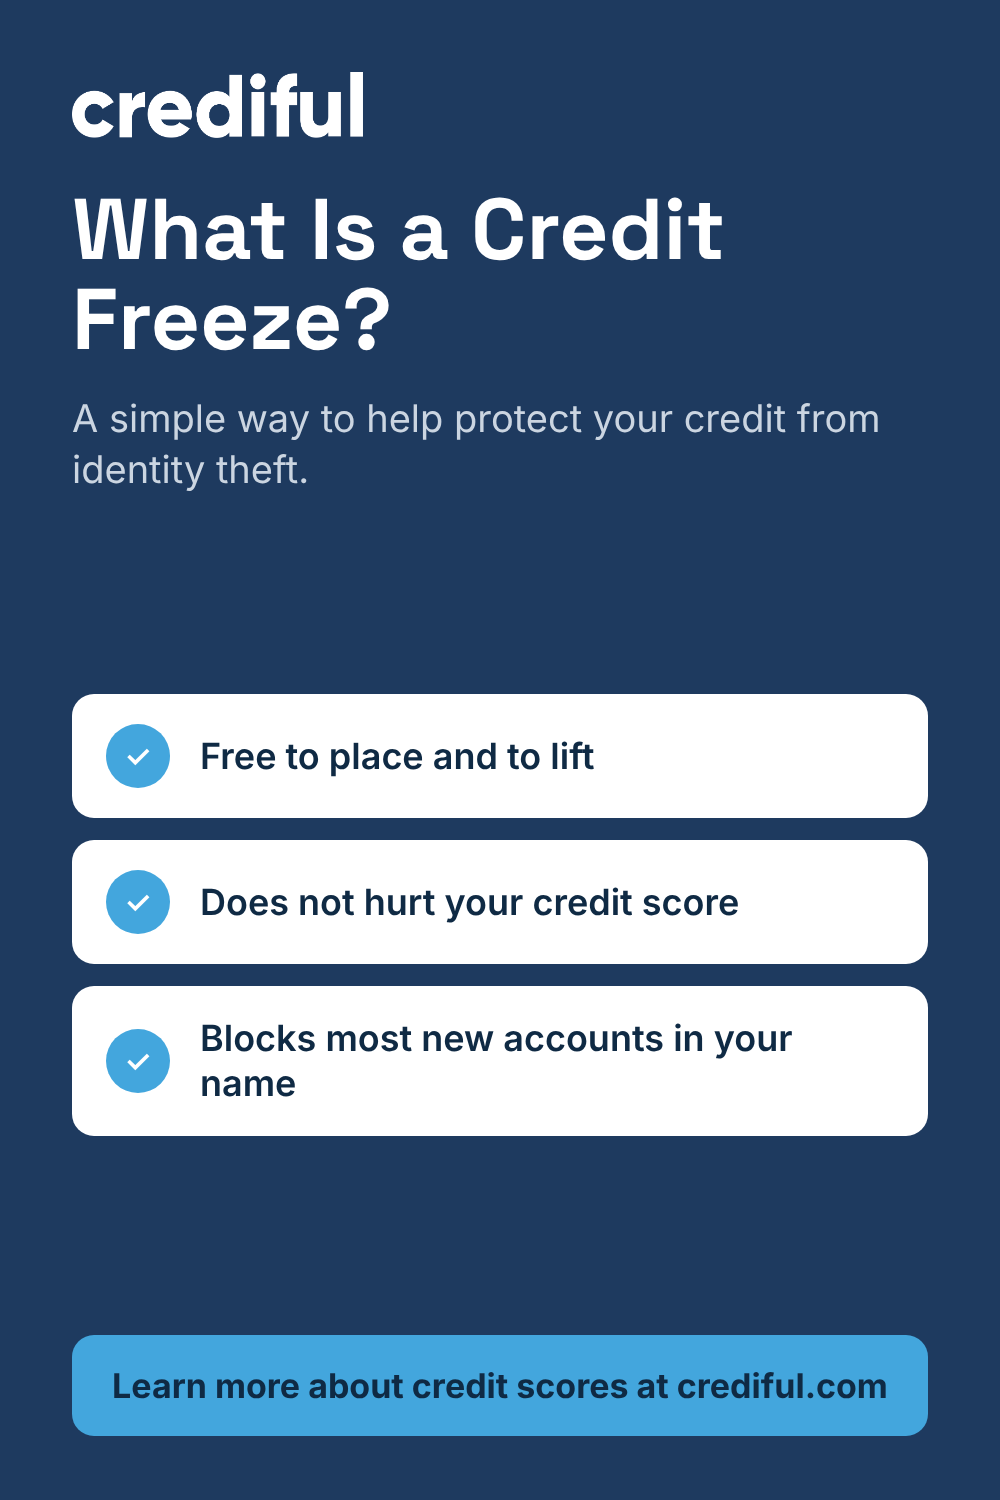 crediful
What Is a Credit
Freeze?
A simple way to help protect your credit from
identity theft.
Free to place and to lift
Does not hurt your credit score
Blocks most new accounts in your
name
Learn more about credit scores at crediful.com